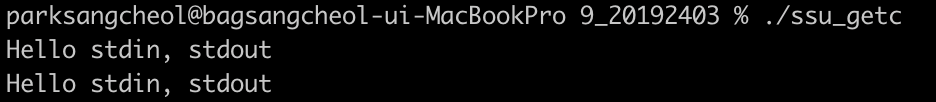 parksangcheol@bagsangcheol-ui-MacBookPro 9_20192403 % ./ssu_getc
Hello stdin, stdout
Hello stdin, stdout